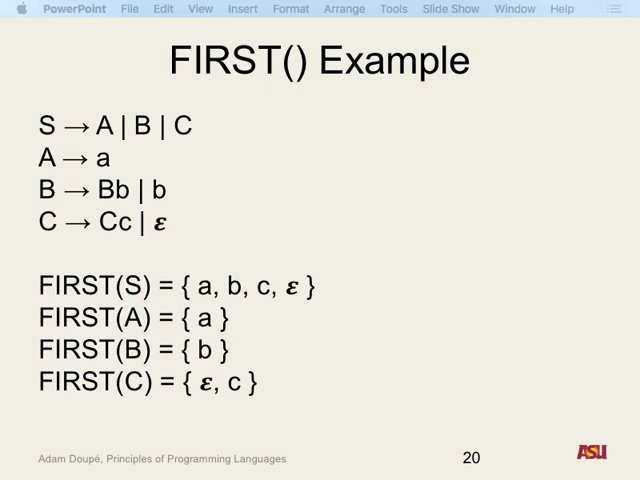 PowerPoint File Edit View Insert Format Arrange Tools Slide Show Window Help
FIRST() Example
S → A | B | C
A → a
B → Bb | b
C → Cc | ε
FIRST(S) = { a, b, c, ε }
FIRST(A) = { a }
FIRST(B) = { b }
FIRST(C) = { ε, c }
Adam Doupé, Principles of Programming Languages 20 ASU